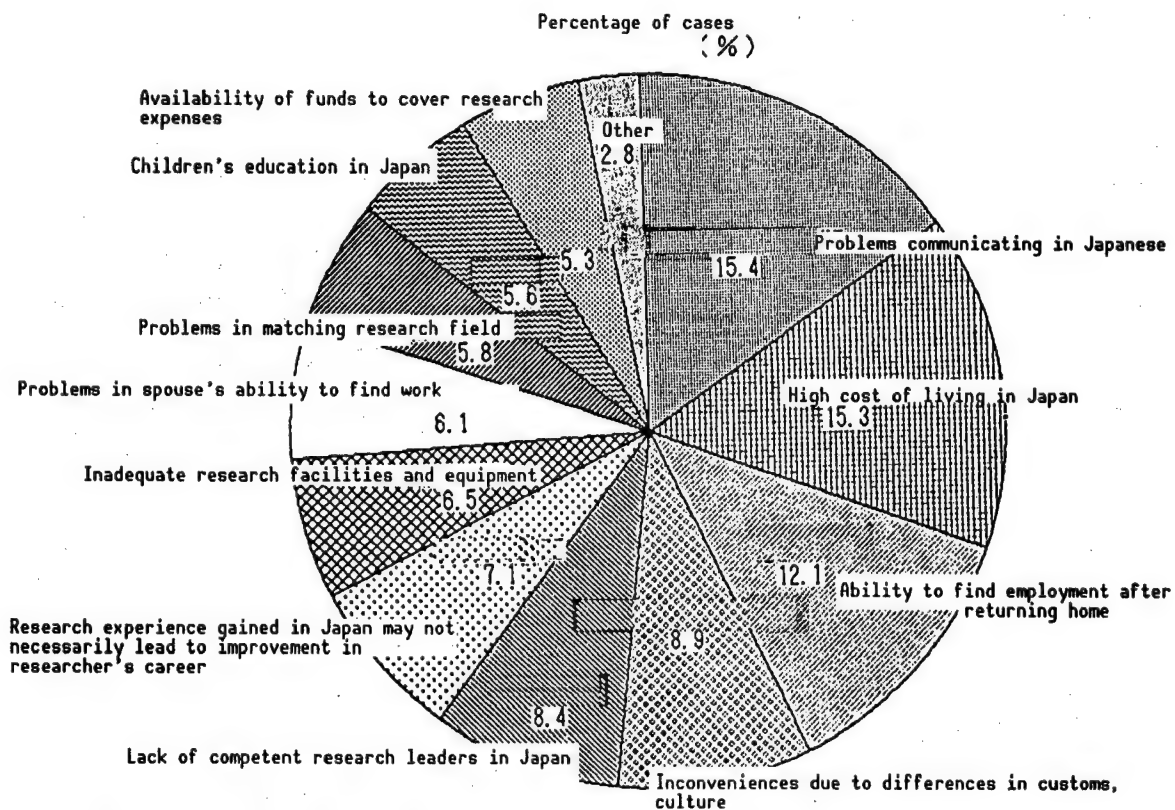 Percentage of cases
(%)
Availability of funds to cover research
expenses
Other
2.8
Children's education in Japan
Problems communicating in Japanese
15.4
5.3
5.6
Problems in matching research field
5.8
Problems in spouse's ability to find work
6.1
High cost of living in Japan
15.3
Inadequate research facilities and equipment
6.5
7.1
12.1
Ability to find employment after
returning home
Research experience gained in Japan may not
necessarily lead to improvement in
researcher's career
8.9
8.4
Lack of competent research leaders in Japan
Inconveniences due to differences in customs,
culture